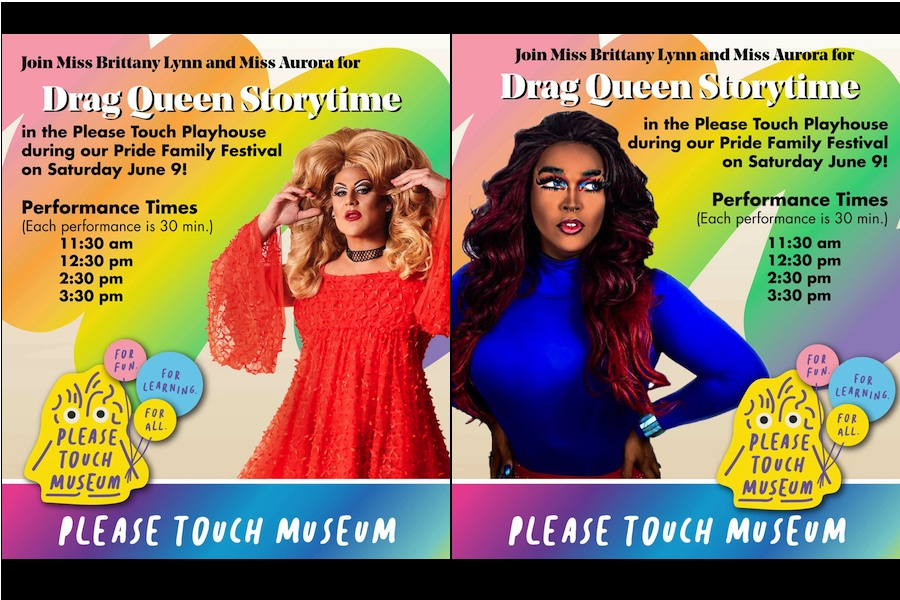 Join Miss Brittany Lynn and Miss Aurora for
Drag Queen Storytime
in the Please Touch Playhouse
during our Pride Family Festival
on Saturday June 9!
Performance Times
(Each performance is 30 min.)
11:30 am
12:30 pm
2:30 pm
3:30 pm
FOR
FUN.
FOR
LEARNING.
FOR
ALL.
PLEASE
TOUCH
MUSEUM
PLEASE TOUCH MUSEUM
Join Miss Brittany Lynn and Miss Aurora for
Drag Queen Storytime
in the Please Touch Playhouse
during our Pride Family Festival
on Saturday June 9!
Performance Times
(Each performance is 30 min.)
11:30 am
12:30 pm
2:30 pm
3:30 pm
FOR
FUN.
FOR
LEARNING.
FOR
ALL.
PLEASE
TOUCH
MUSEUM
PLEASE TOUCH MUSEUM